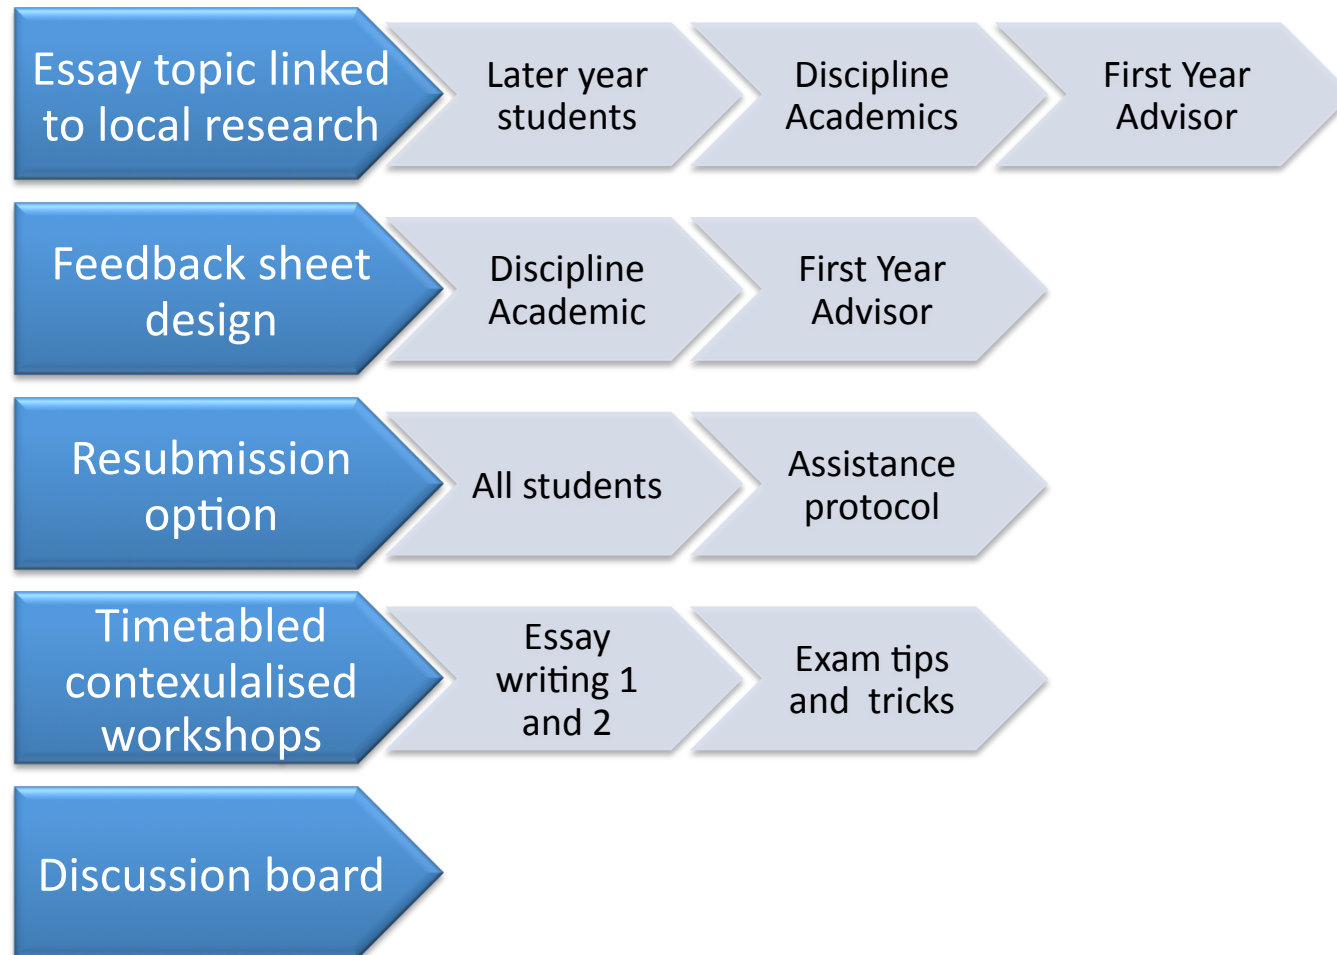 Essay topic linked
to local research
Later year
students
Discipline
Academics
First Year
Advisor
Feedback sheet
design
Discipline
Academic
First Year
Advisor
Resubmission
option
All students
Assistance
protocol
Timetabled
contexulalised
workshops
Essay
writing 1
and 2
Exam tips
and  tricks
Discussion board